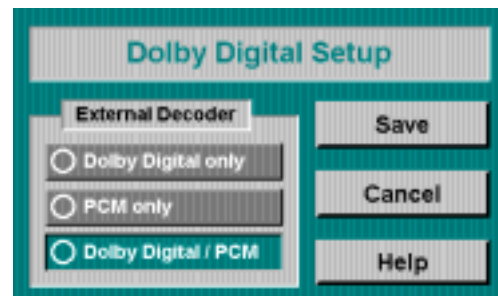 Dolby Digital Setup
External Decoder
Dolby Digital only
PCM only
Dolby Digital / PCM
Save
Cancel
Help